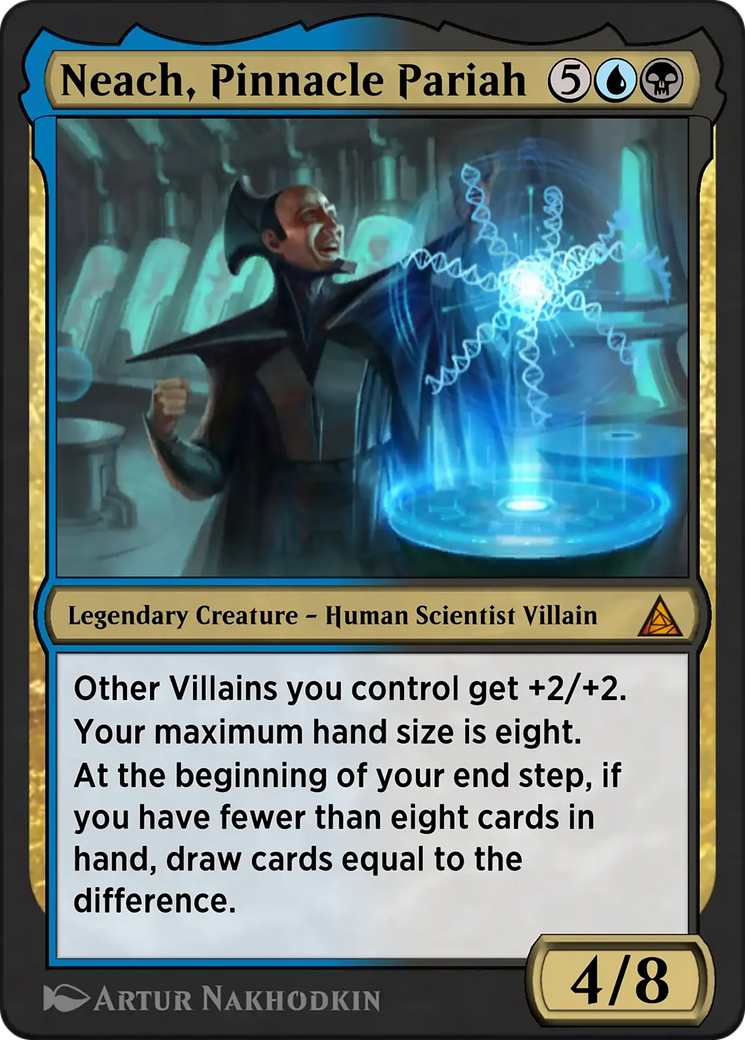 Neach, Pinnacle Pariah 5
Legendary Creature – Human Scientist Villain
Other Villains you control get +2/+2.
Your maximum hand size is eight.
At the beginning of your end step, if
you have fewer than eight cards in
hand, draw cards equal to the
difference.
4/8
Artur Nakhodkin